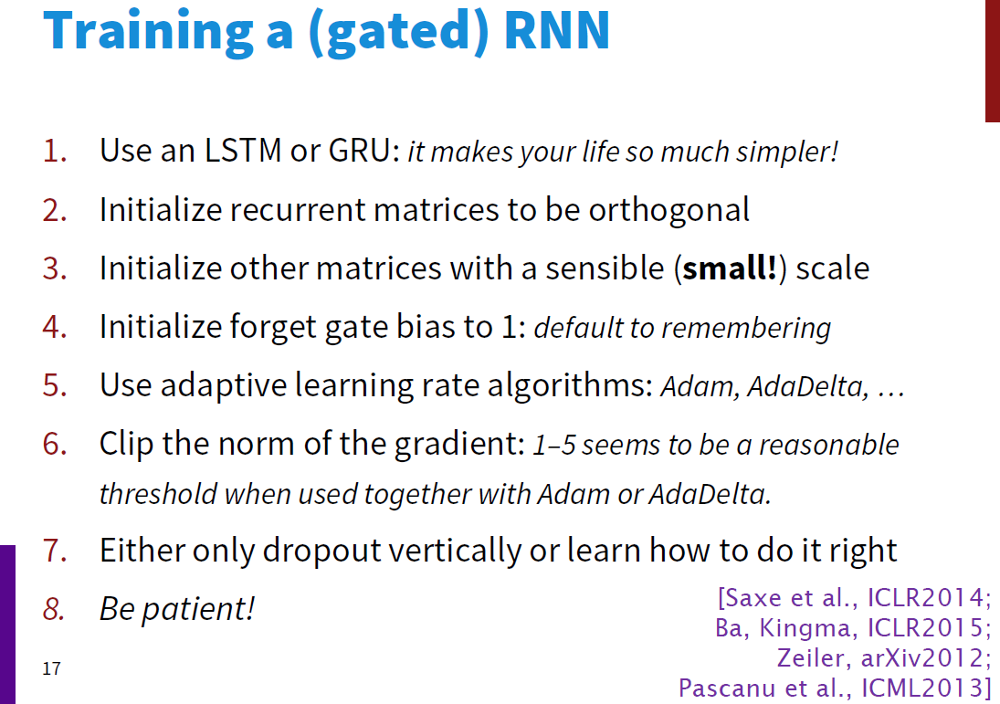 Training a (gated) RNN
1. Use an LSTM or GRU: it makes your life so much simpler!
2. Initialize recurrent matrices to be orthogonal
3. Initialize other matrices with a sensible (small!) scale
4. Initialize forget gate bias to 1: default to remembering
5. Use adaptive learning rate algorithms: Adam, AdaDelta, …
6. Clip the norm of the gradient: 1–5 seems to be a reasonable
threshold when used together with Adam or AdaDelta.
7. Either only dropout vertically or learn how to do it right
8. Be patient!
[Saxe et al., ICLR2014;
Ba, Kingma, ICLR2015;
Zeiler, arXiv2012;
Pascanu et al., ICML2013]
17